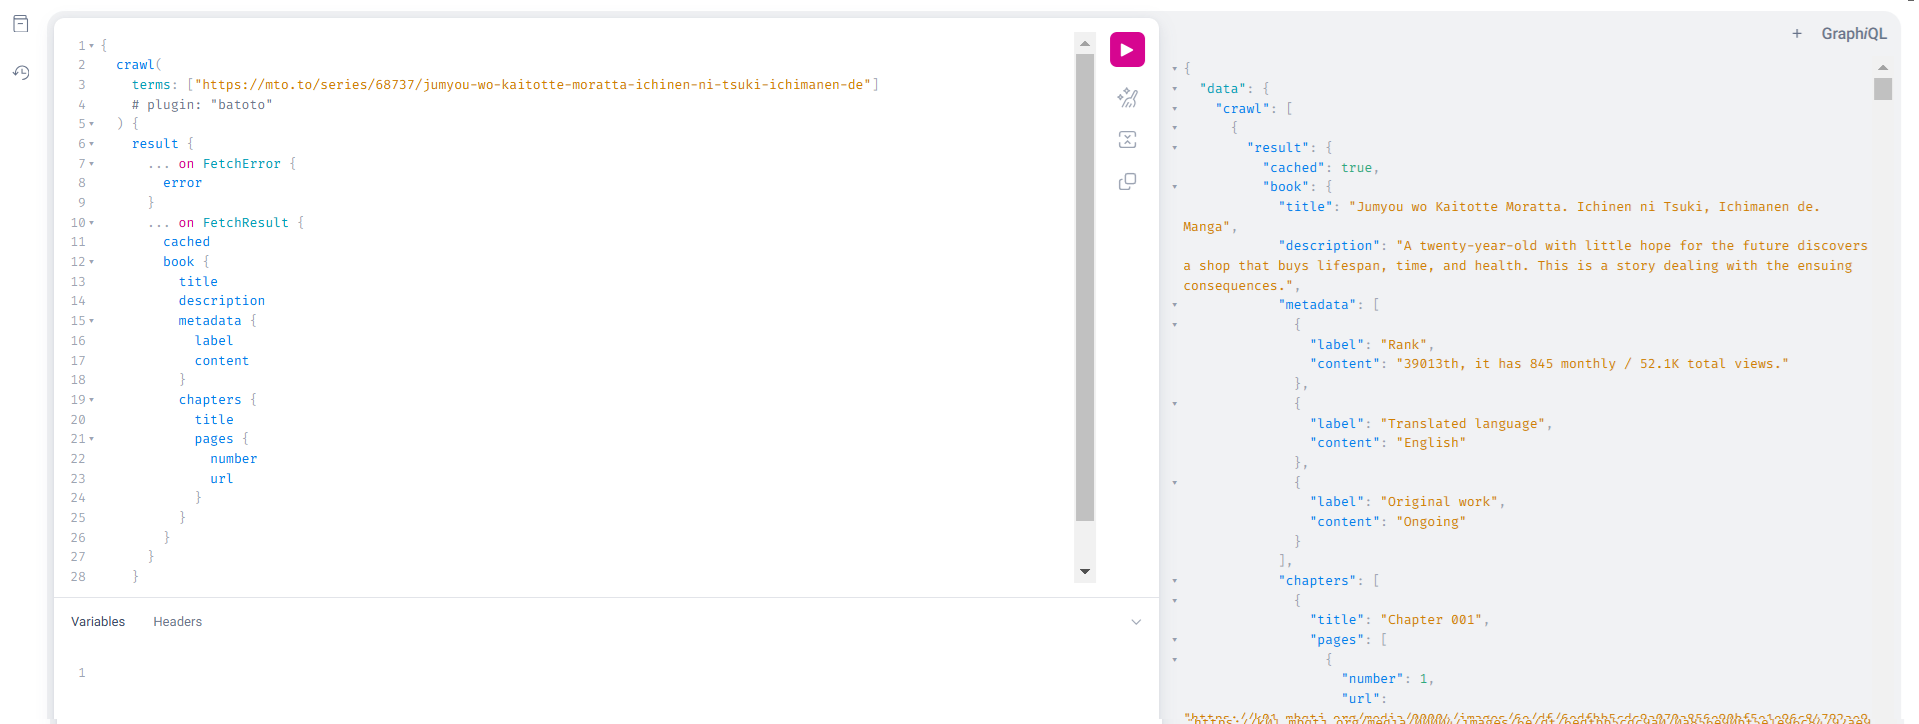 1 {
2 crawl(
3 terms: ["https://mto.to/series/68737/jumyou-wo-kaitotte-moratta-ichinen-ni-tsuki-ichimanen-de"]
4 # plugin: "batoto"
5 ) {
6 result {
7 ... on FetchError {
8 error
9 }
10 ... on FetchResult {
11 cached
12 book {
13 title
14 description
15 metadata {
16 label
17 content
18 }
19 chapters {
20 title
21 pages {
22 number
23 url
24 }
25 }
26 }
27 }
28 }
Variables Headers
1
+ GraphiQL
{
"data": {
"crawl": [
{
"result": {
"cached": true,
"book": {
"title": "Jumyou wo Kaitotte Moratta. Ichinen ni Tsuki, Ichimanen de.
Manga",
"description": "A twenty-year-old with little hope for the future discovers
a shop that buys lifespan, time, and health. This is a story dealing with the ensuing
consequences.",
"metadata": [
{
"label": "Rank",
"content": "39013th, it has 845 monthly / 52.1K total views."
},
{
"label": "Translated language",
"content": "English"
},
{
"label": "Original work",
"content": "Ongoing"
}
],
"chapters": [
{
"title": "Chapter 001",
"pages": [
{
"number": 1,
"url":